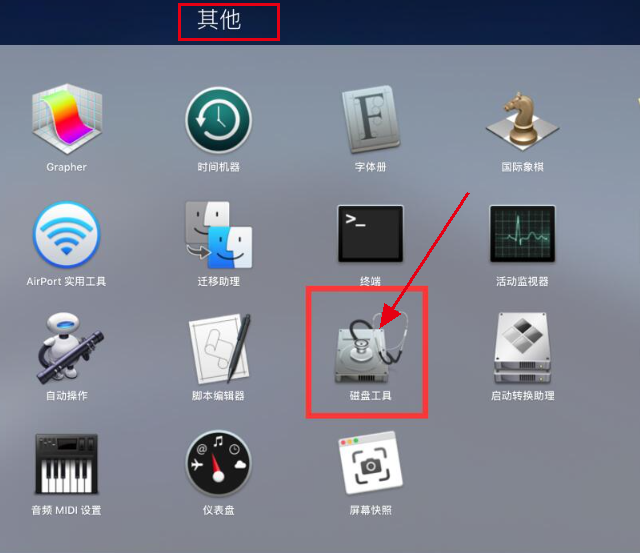 其他
Grapher
时间机器
字体册
国际象棋
AirPort 实用工具
迁移助理
终端
活动监视器
自动操作
脚本编辑器
磁盘工具
启动转换助理
音频 MIDI 设置
仪表盘
屏幕快照